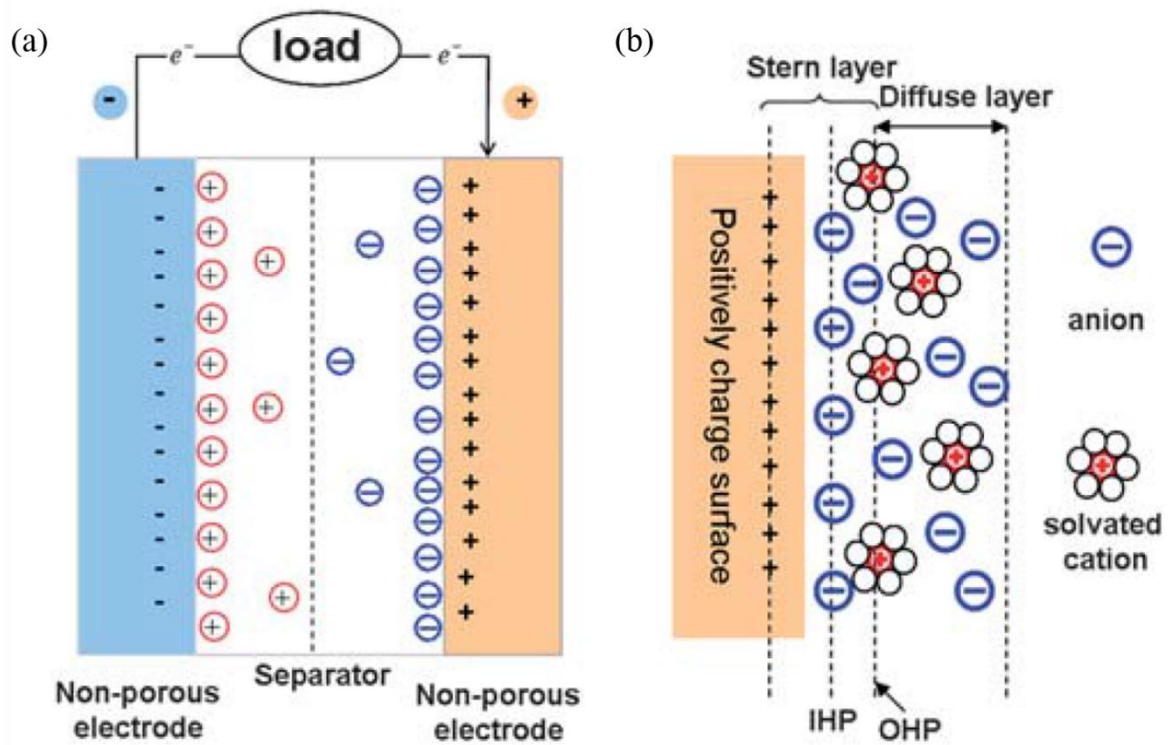 (a)
load
e⁻
e⁻
-
+
Non-porous
electrode
Separator
Non-porous
electrode
(b)
Stern layer
Diffuse layer
Positively charge surface
anion
solvated
cation
IHP
OHP